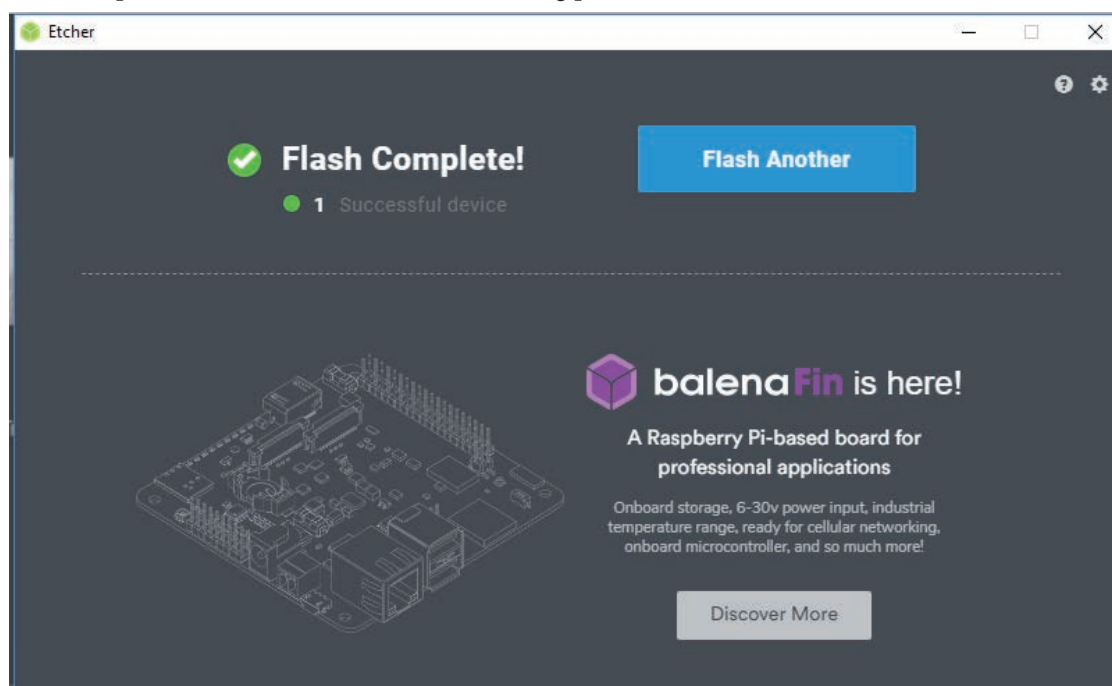 Etcher
Flash Complete!
Flash Another
1 Successful device
balenaFin is here!
A Raspberry Pi-based board for
professional applications
Onboard storage, 6-30v power input, industrial
temperature range, ready for cellular networking,
onboard microcontroller, and so much more!
Discover More